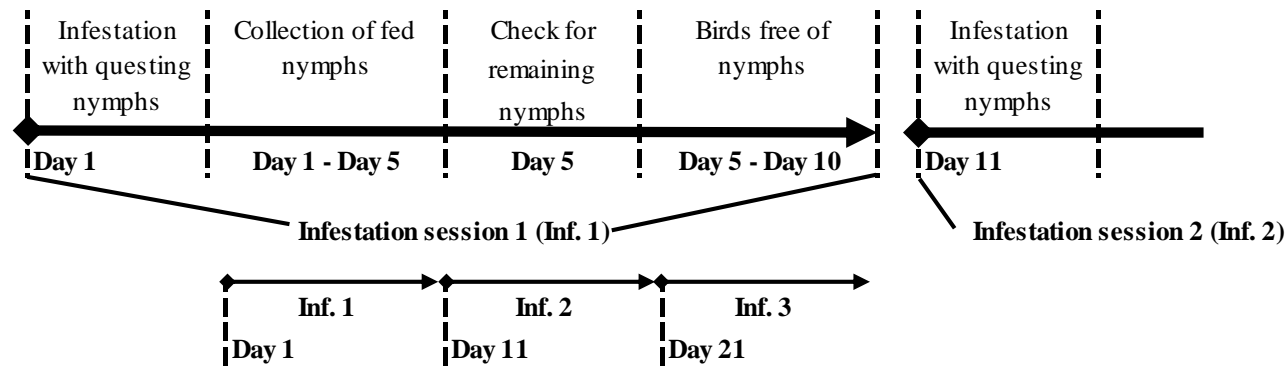 Infestation
with questing
nymphs
Collection of fed
nymphs
Check for
remaining
nymphs
Birds free of
nymphs
Infestation
with questing
nymphs
Day 1
Day 1 - Day 5
Day 5
Day 5 - Day 10
Day 11
Infestation session 1 (Inf. 1)
Infestation session 2 (Inf. 2)
Inf. 1
Inf. 2
Inf. 3
Day 1
Day 11
Day 21